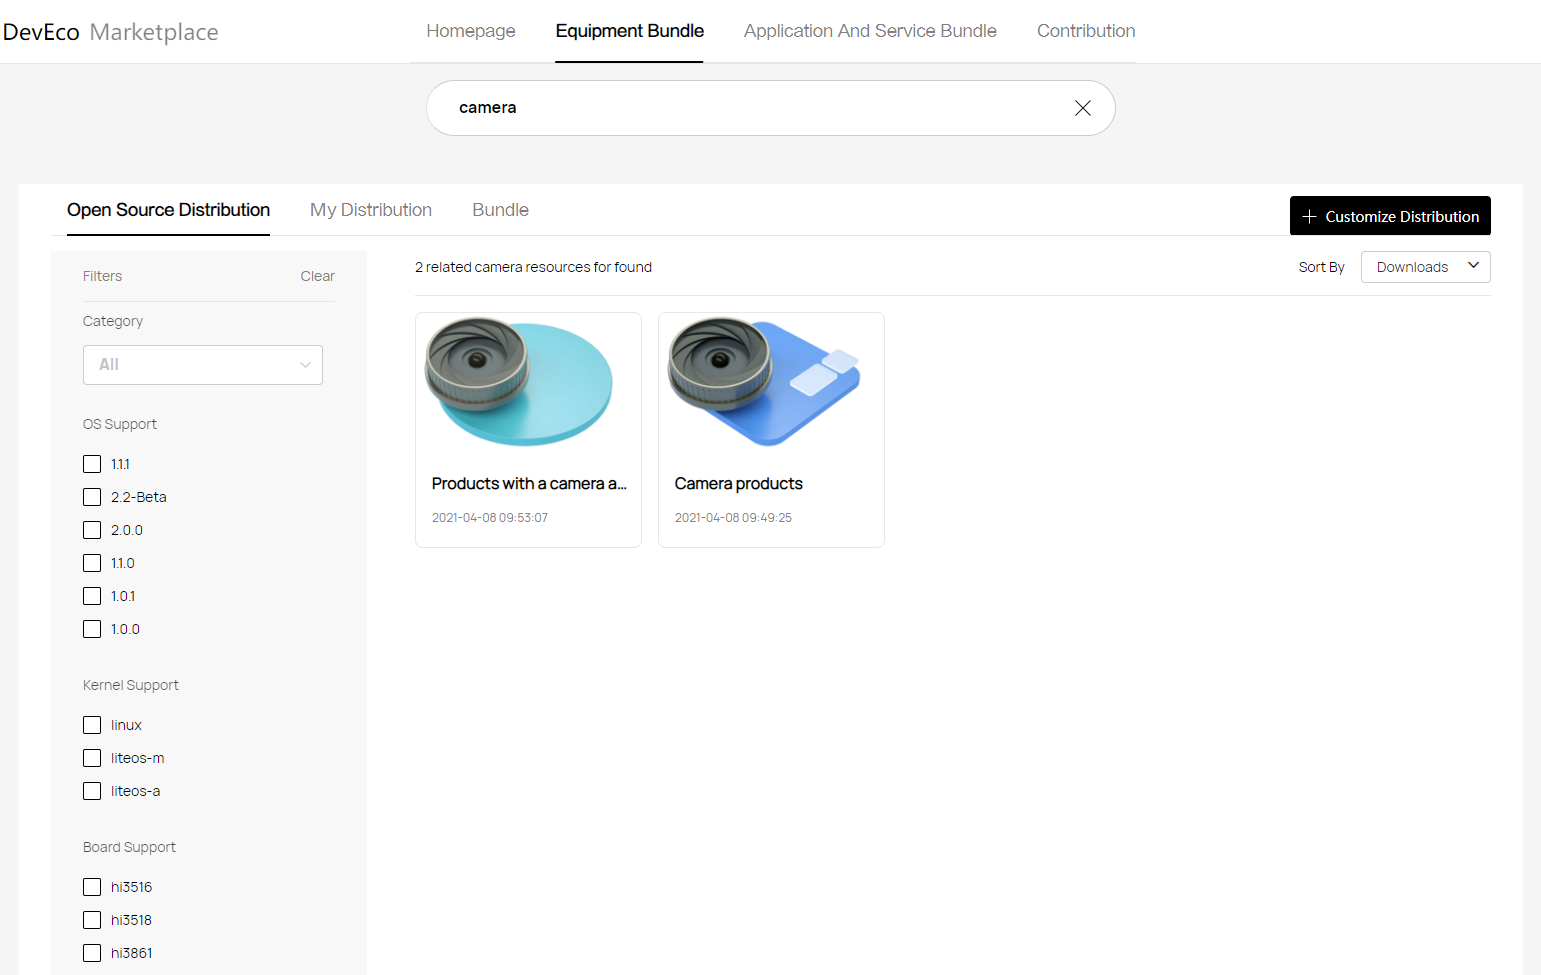 DevEco Marketplace
Homepage
Equipment Bundle
Application And Service Bundle
Contribution
camera
Open Source Distribution
My Distribution
Bundle
Customize Distribution
Filters
Clear
Category
All
OS Support
1.1.1
2.2-Beta
2.0.0
1.1.0
1.0.1
1.0.0
Kernel Support
linux
liteos-m
liteos-a
Board Support
hi3516
hi3518
hi3861
2 related camera resources for found
Sort By
Downloads
Products with a camera a...
2021-04-08 09:53:07
Camera products
2021-04-08 09:49:25